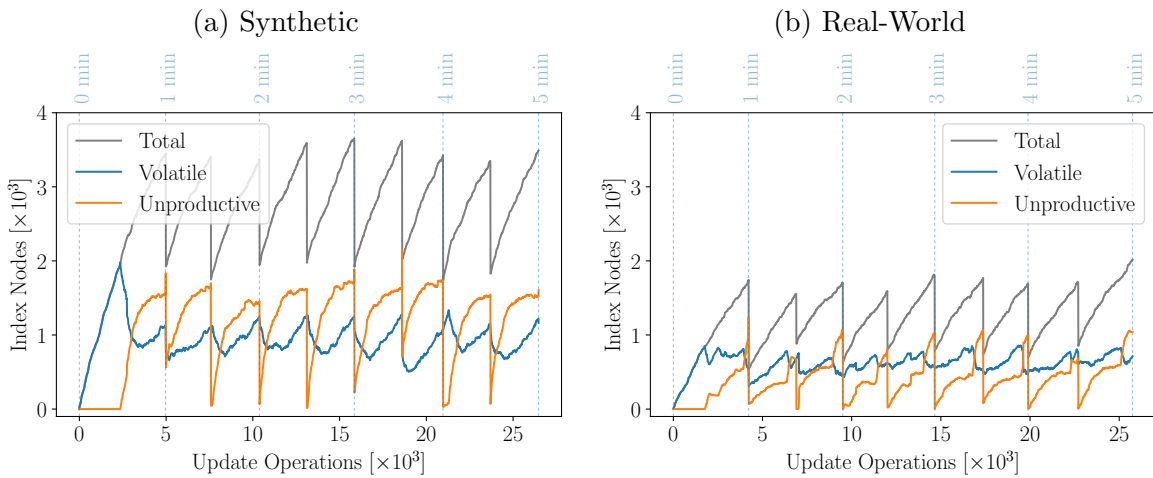 (a) Synthetic
0 min
1 min
2 min
3 min
4 min
5 min
4
3
2
1
0
Index Nodes [×10³]
Total
Volatile
Unproductive
0
5
10
15
20
25
Update Operations [×10³]
(b) Real-World
0 min
1 min
2 min
3 min
4 min
5 min
4
3
2
1
0
Index Nodes [×10³]
Total
Volatile
Unproductive
0
5
10
15
20
25
Update Operations [×10³]